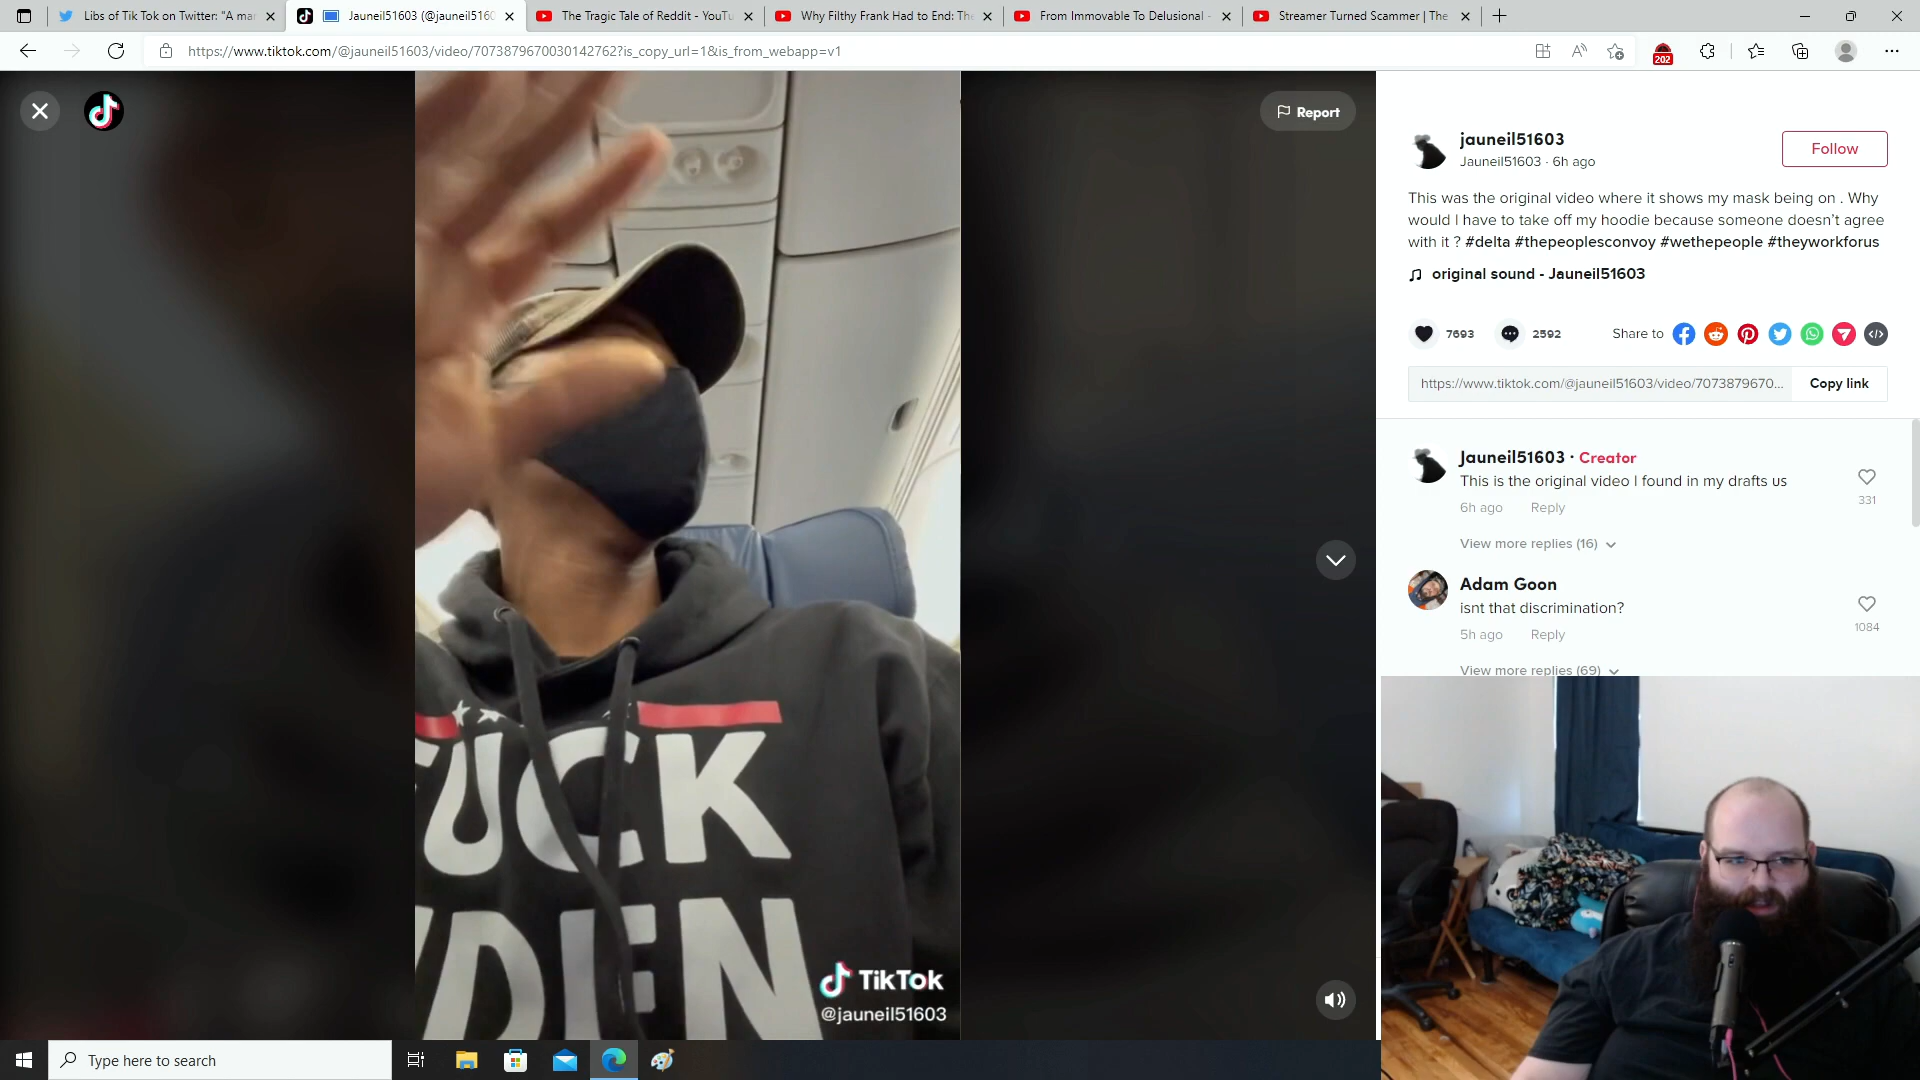 Libs of Tik Tok on Twitter: "A mar
Jauneil51603 (@jauneil5160
The Tragic Tale of Reddit - YouTu
Why Filthy Frank Had to End: The
From Immovable To Delusional -
Streamer Turned Scammer | The
https://www.tiktok.com/@jauneil51603/video/7073879670030142762?is_copy_url=1&is_from_webapp=v1
202
Report
jauneil51603
Jauneil51603 · 6h ago
Follow
This was the original video where it shows my mask being on . Why
would I have to take off my hoodie because someone doesn't agree
with it ? #delta #thepeoplesconvoy #wethepeople #theyworkforus
original sound - Jauneil51603
7693
2592
Share to
https://www.tiktok.com/@jauneil51603/video/7073879670...
Copy link
Jauneil51603 · Creator
This is the original video I found in my drafts us
331
6h ago Reply
View more replies (16)
Adam Goon
isnt that discrimination?
1084
5h ago Reply
View more replies (69)
FUCK
IDEN
TikTok
@jauneil51603
Type here to search